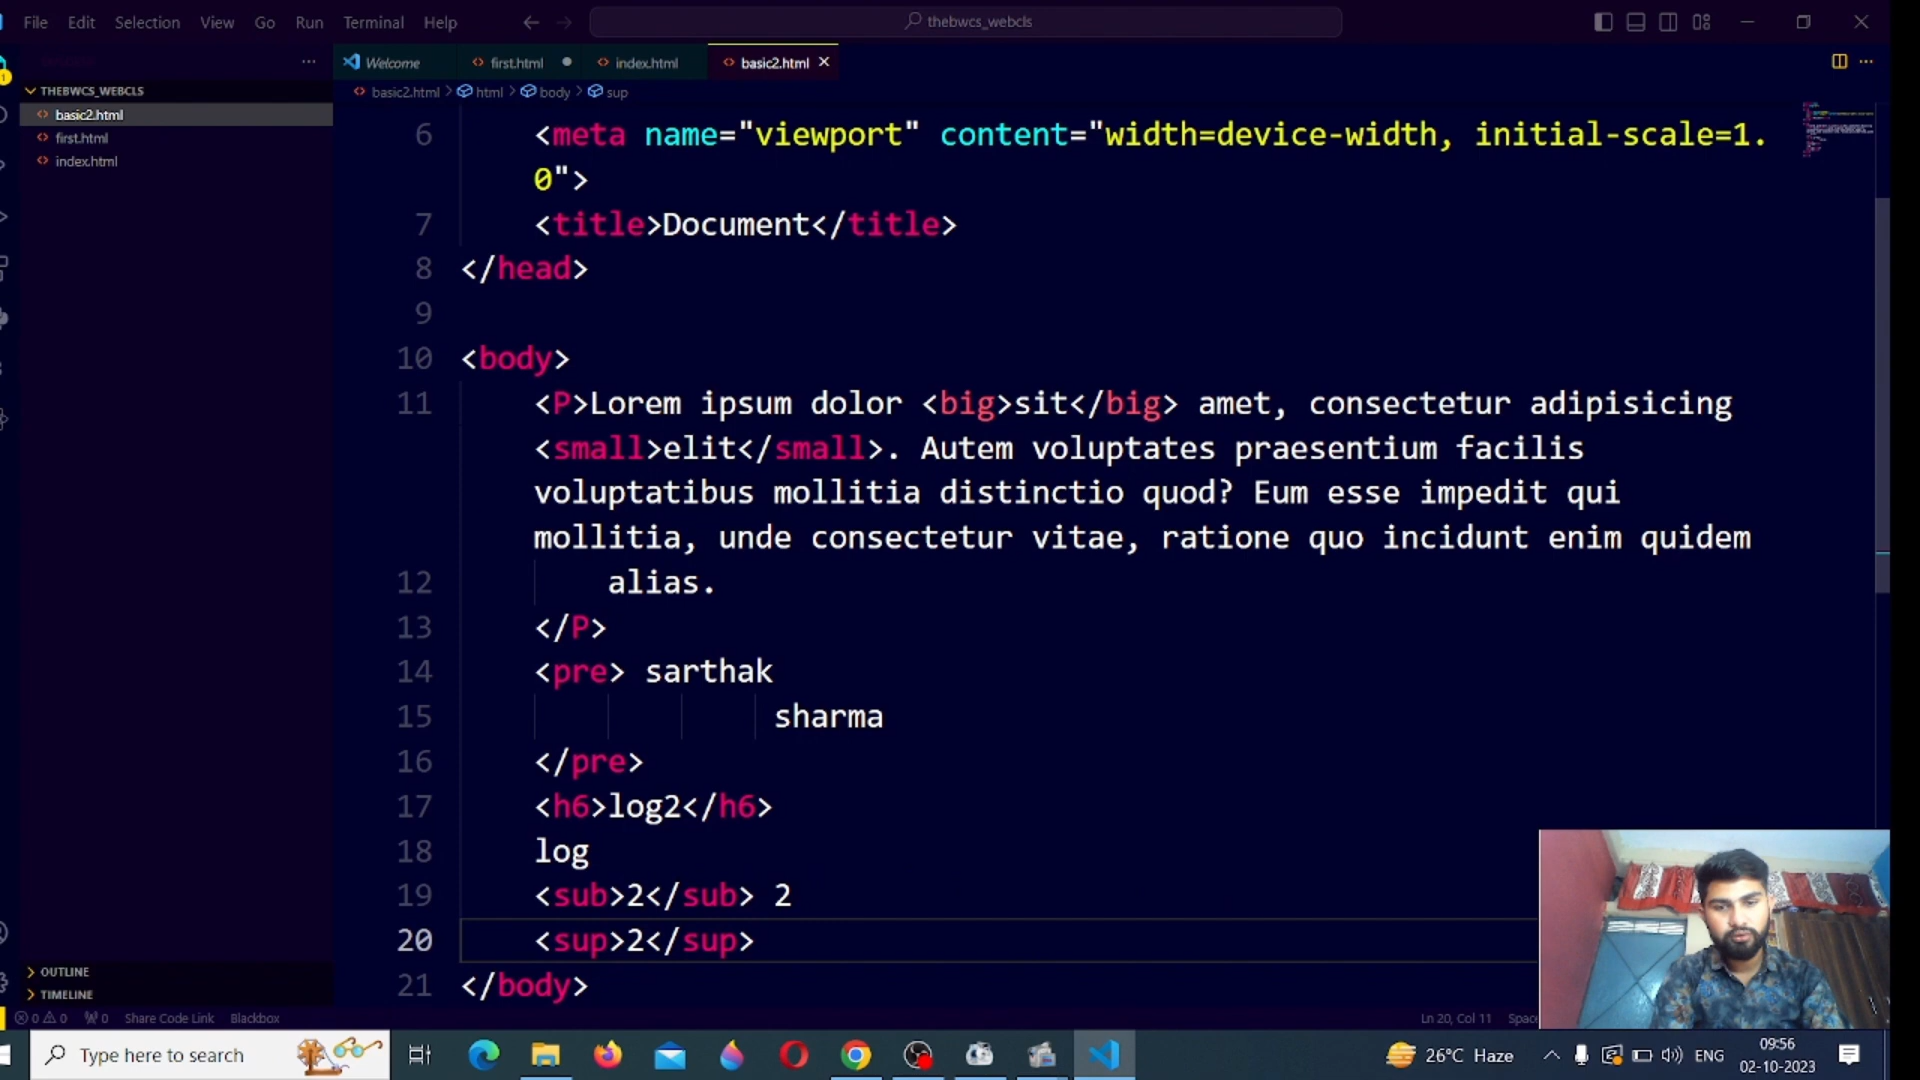 File Edit Selection View Go Run Terminal Help
thebwcs_webcls
Welcome
first.html
index.html
basic2.html
THEBWCS_WEBCLS
basic2.html
first.html
index.html
basic2.html > html > body > sup
6 <meta name="viewport" content="width=device-width, initial-scale=1.
0">
7 <title>Document</title>
8 </head>
9
10 <body>
11 <P>Lorem ipsum dolor <big>sit</big> amet, consectetur adipisicing
<small>elit</small>. Autem voluptates praesentium facilis
voluptatibus mollitia distinctio quod? Eum esse impedit qui
mollitia, unde consectetur vitae, ratione quo incidunt enim quidem
12 alias.
13 </P>
14 <pre> sarthak
15 sharma
16 </pre>
17 <h6>log2</h6>
18 log
19 <sub>2</sub> 2
20 <sup>2</sup>
21 </body>
OUTLINE
TIMELINE
0 0 0 Share Code Link Blackbox
Ln 20, Col 11
Type here to search
26°C Haze
ENG
09:56
02-10-2023